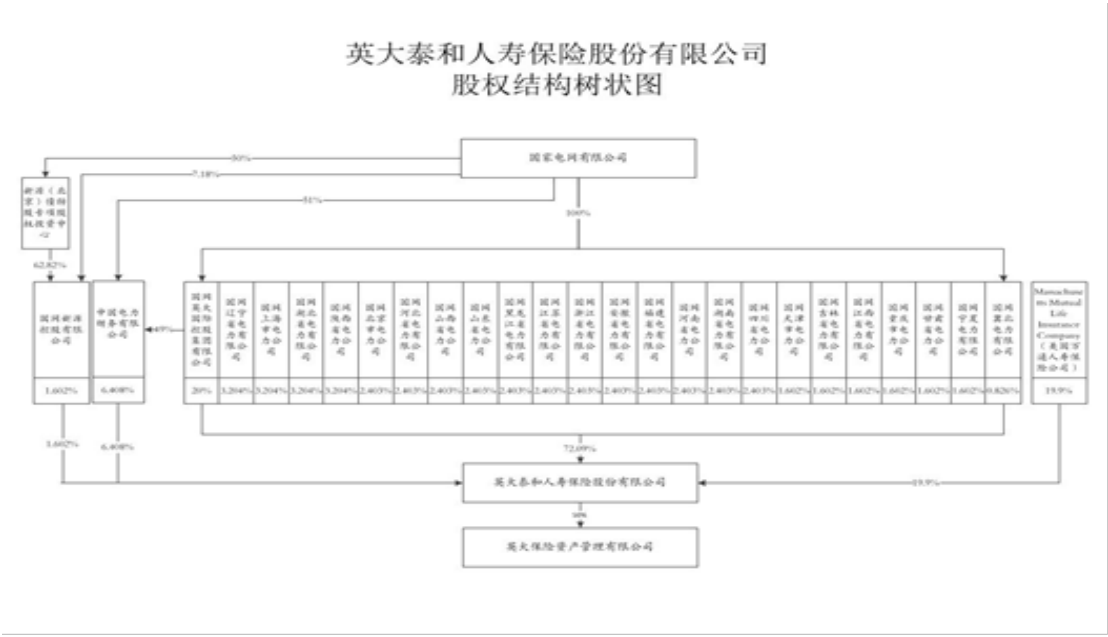 英大泰和人寿保险股份有限公司
股权结构树状图
国家电网有限公司
50%
7.18%
51%
100%
62.82%
国网新源
控股有限
公司
1.602%
中国电力
财务有限
公司
6.408%
49%
国网
英大
国际
控股
集团
有限
公司
20%
国网
辽宁
省电
力有
限公
司
3.204%
国网
上海
市电
力公
司
3.204%
国网
湖北
省电
力有
限公
司
3.204%
国网
陕西
省电
力公
司
3.204%
国网
北京
市电
力公
司
2.403%
国网
河北
省电
力有
限公
司
2.403%
国网
山西
省电
力公
司
2.403%
国网
山东
省电
力公
司
2.403%
国网
黑龙
江省
电力
有限
公司
2.403%
国网
江苏
省电
力有
限公
司
2.403%
国网
浙江
省电
力有
限公
司
2.403%
国网
安徽
省电
力有
限公
司
2.403%
国网
福建
省电
力有
限公
司
2.403%
国网
河南
省电
力公
司
2.403%
国网
湖南
省电
力有
限公
司
2.403%
国网
四川
省电
力公
司
2.403%
国网
天津
市电
力公
司
1.602%
国网
吉林
省电
力有
限公
司
1.602%
国网
江西
省电
力有
限公
司
1.602%
国网
重庆
市电
力公
司
1.602%
国网
甘肃
省电
力公
司
1.602%
国网
宁夏
电力
有限
公司
1.602%
国网
冀北
电力
有限
公司
0.826%
Mutual
Life
Insurance
Company
(美国万
通人寿保
险公司)
19.9%
1.602%
6.408%
72.09%
19.9%
英大泰和人寿保险股份有限公司
英大保险资产管理有限公司